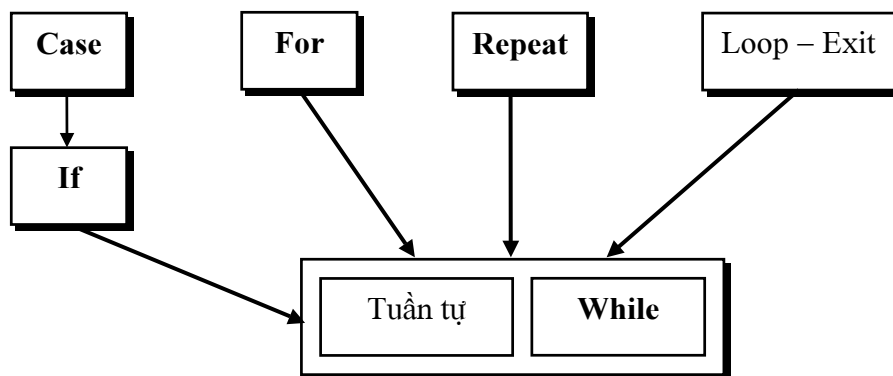 Case
For
Repeat
Loop – Exit
If
Tuần tự
While